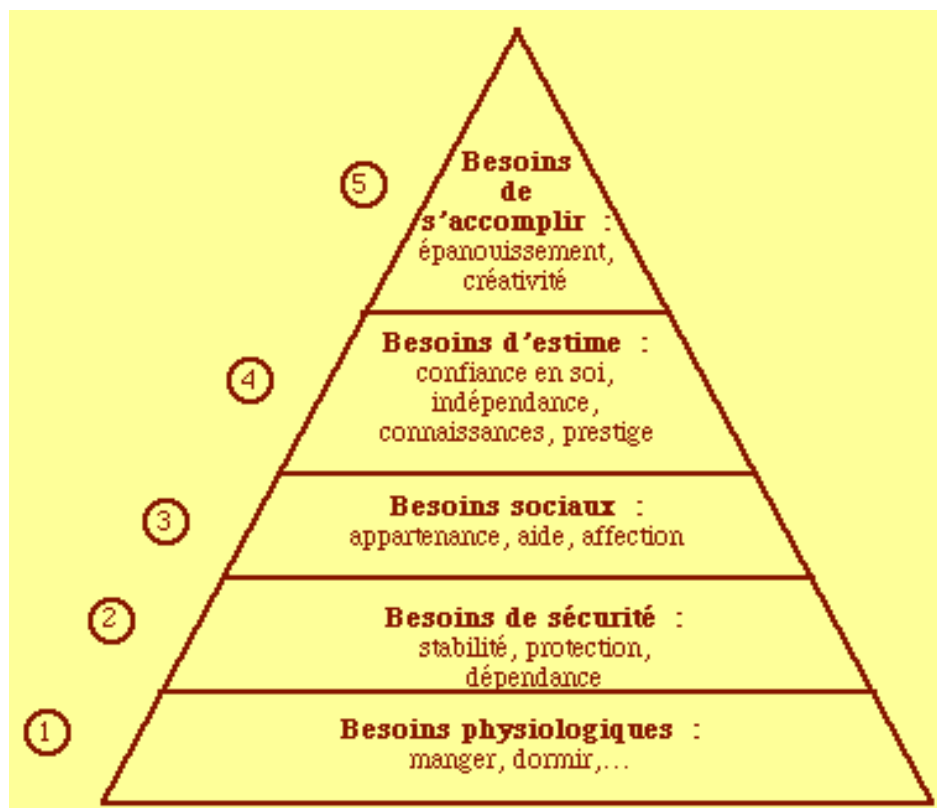 5
Besoins
de
s'accomplir :
épanouissement,
créativité
4
Besoins d'estime :
confiance en soi,
indépendance,
connaissances, prestige
3
Besoins sociaux :
appartenance, aide, affection
2
Besoins de sécurité :
stabilité, protection,
dépendance
1
Besoins physiologiques :
manger, dormir,...